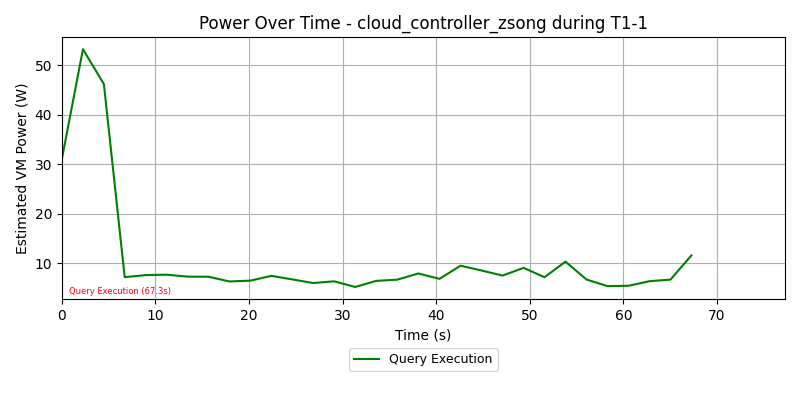 Power Over Time - cloud_controller_zsong during T1-1
Estimated VM Power (W)
50
40
30
20
10
Query Execution (67.3s)
0 10 20 30 40 50 60 70
Time (s)
Query Execution